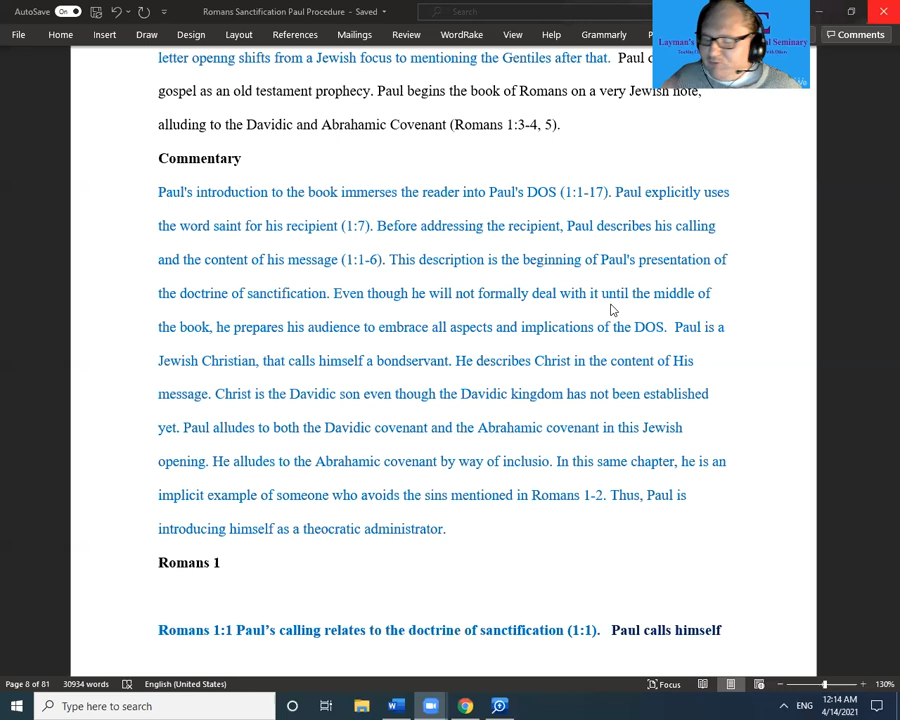 AutoSave On Romans Sanctification Paul Procedure - Saved Search
File Home Insert Draw Design Layout References Mailings Review View Help Grammarly Comments
Layman's Seminary
letter openng shifts from a Jewish focus to mentioning the Gentiles after that. Paul
gospel as an old testament prophecy. Paul begins the book of Romans on a very Jewish note,
alluding to the Davidic and Abrahamic Covenant (Romans 1:3-4, 5).
Commentary
Paul's introduction to the book immerses the reader into Paul's DOS (1:1-17). Paul explicitly uses
the word saint for his recipient (1:7). Before addressing the recipient, Paul describes his calling
and the content of his message (1:1-6). This description is the beginning of Paul's presentation of
the doctrine of sanctification. Even though he will not formally deal with it until the middle of
the book, he prepares his audience to embrace all aspects and implications of the DOS. Paul is a
Jewish Christian, that calls himself a bondservant. He describes Christ in the content of His
message. Christ is the Davidic son even though the Davidic kingdom has not been established
yet. Paul alludes to both the Davidic covenant and the Abrahamic covenant in this Jewish
opening. He alludes to the Abrahamic covenant by way of inclusio. In this same chapter, he is an
implicit example of someone who avoids the sins mentioned in Romans 1-2. Thus, Paul is
introducing himself as a theocratic administrator.
Romans 1
Romans 1:1 Paul's calling relates to the doctrine of sanctification (1:1). Paul calls himself
Page 8 of 81 30934 words English (United States) Focus 130%
Type here to search ENG 12:14 AM
4/14/2021